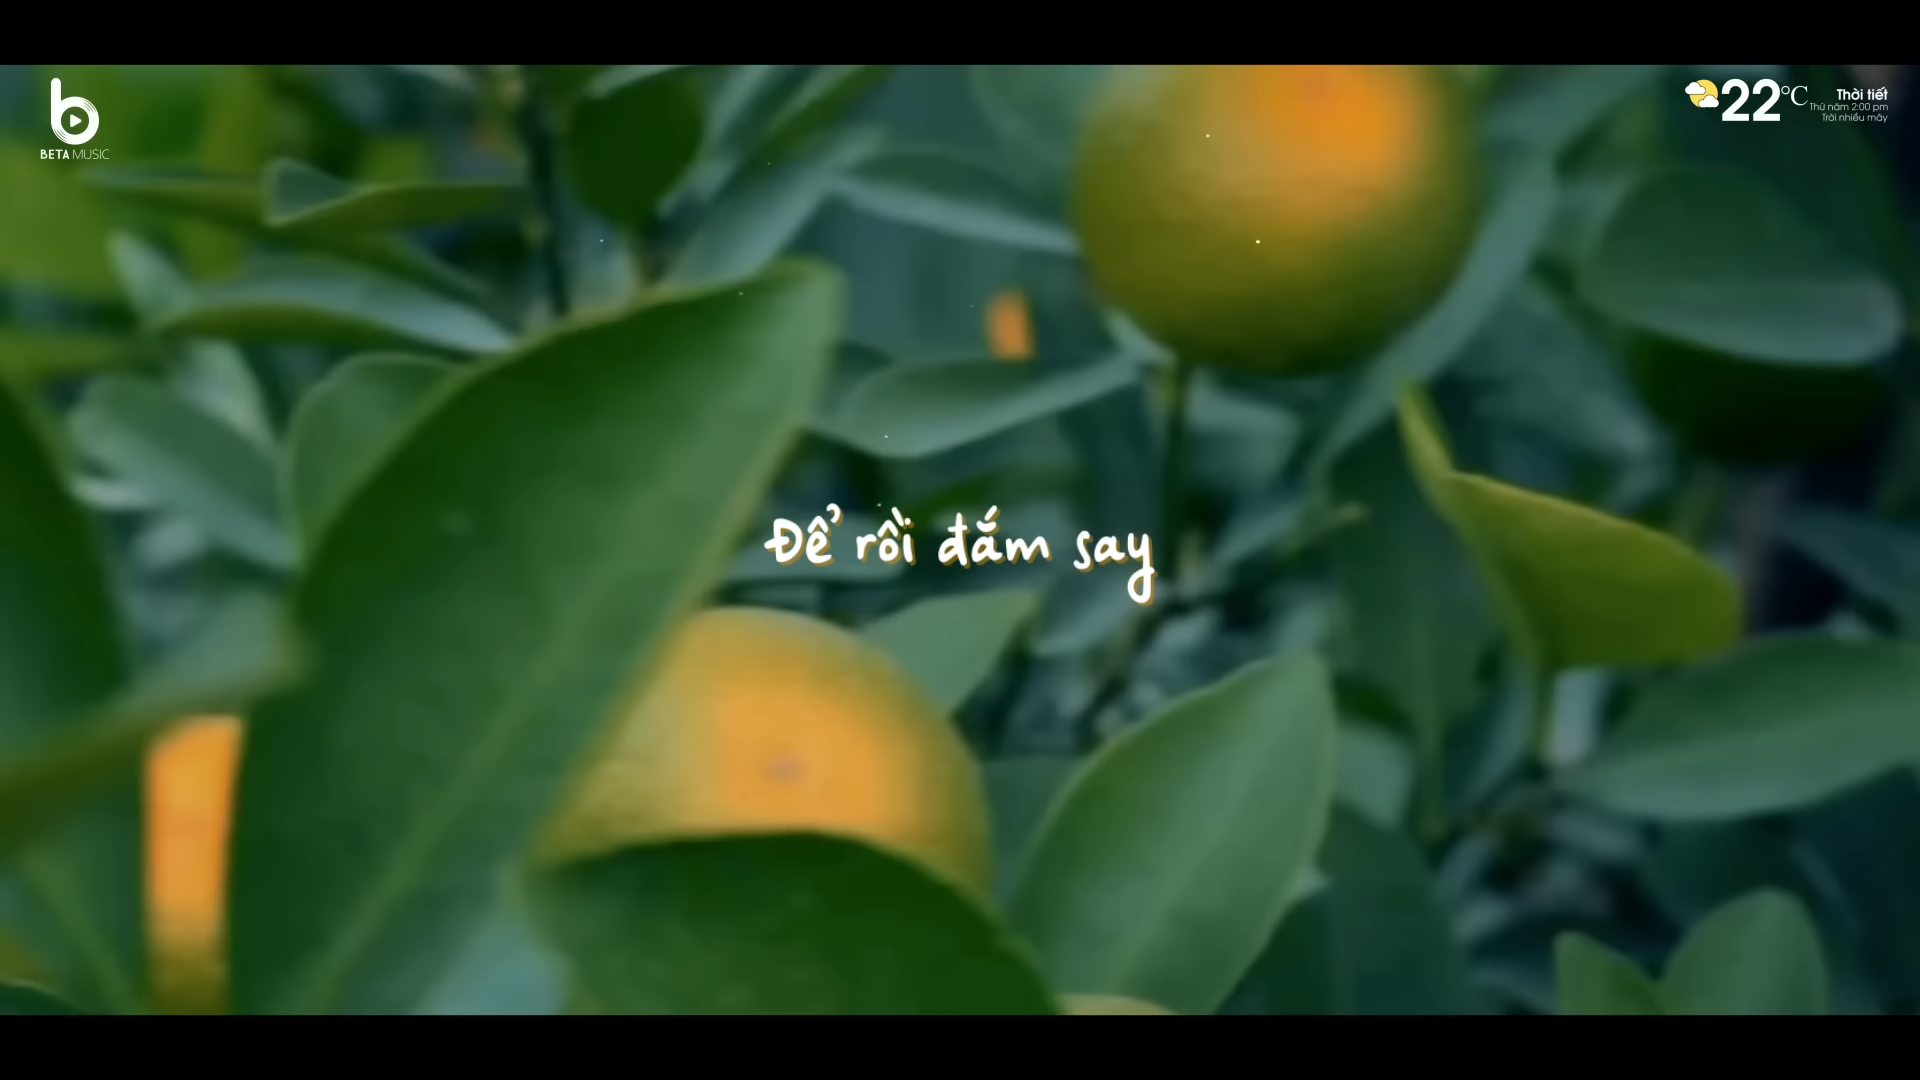 BETA MUSIC
22°C
Thời tiết
Thứ năm 2:00 pm
Trời nhiều mây
Để rồi đắm say